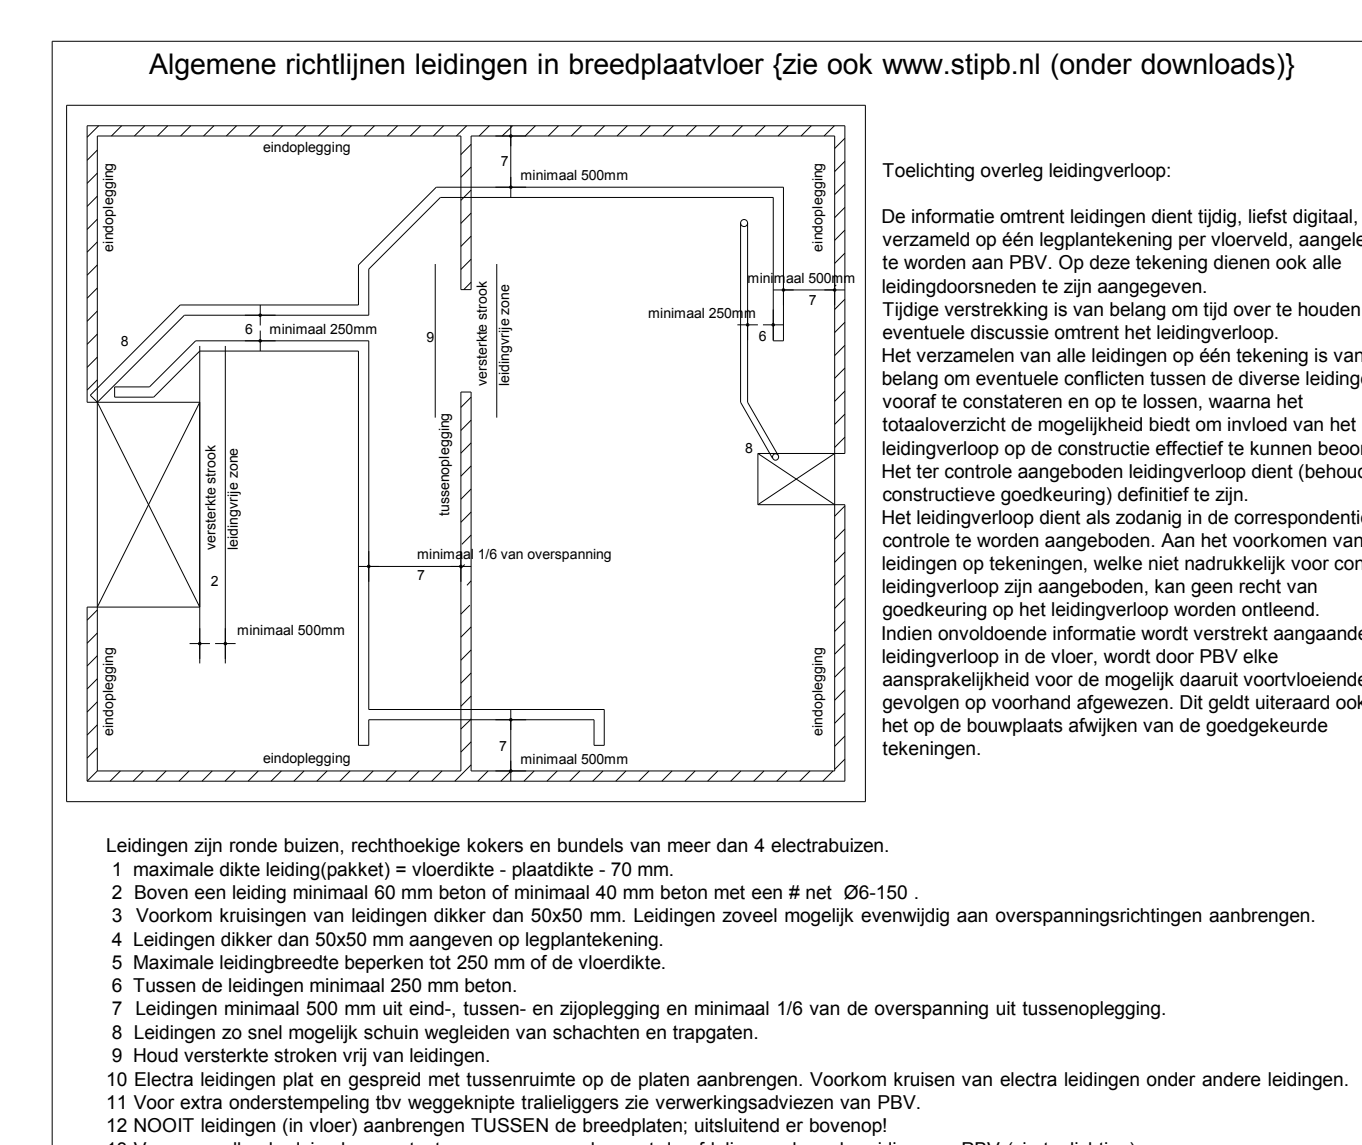 Algemene richtlijnen leidingen in breedplaatvloer {zie ook www.stipb.nl (onder downloads)}
eindoplegging
eindoplegging
eindoplegging
7
minimaal 500mm
minimaal 500mm
7
minimaal 250mm
6
6
minimaal 250mm
8
9
versterkte strook
leidingvrije zone
tussenoplegging
8
versterkte strook
leidingvrije zone
2
minimaal 1/6 van overspanning
7
minimaal 500mm
eindoplegging
eindoplegging
eindoplegging
7
minimaal 500mm
Toelichting overleg leidingverloop:
De informatie omtrent leidingen dient tijdig, liefst digitaal,
verzameld op één legplantekening per vloerveld, aangele
te worden aan PBV. Op deze tekening dienen ook alle
leidingdoorsneden te zijn aangegeven.
Tijdige verstrekking is van belang om tijd over te houden
eventuele discussie omtrent het leidingverloop.
Het verzamelen van alle leidingen op één tekening is van
belang om eventuele conflicten tussen de diverse leidinge
vooraf te constateren en op te lossen, waarna het
totaaloverzicht de mogelijkheid biedt om invloed van het
leidingverloop op de constructie effectief te kunnen beoor
Het ter controle aangeboden leidingverloop dient (behoud
constructieve goedkeuring) definitief te zijn.
Het leidingverloop dient als zodanig in de correspondentie
controle te worden aangeboden. Aan het voorkomen van
leidingen op tekeningen, welke niet nadrukkelijk voor con
leidingverloop zijn aangeboden, kan geen recht van
goedkeuring op het leidingverloop worden ontleend.
Indien onvoldoende informatie wordt verstrekt aangaande
leidingverloop in de vloer, wordt door PBV elke
aansprakelijkheid voor de mogelijk daaruit voortvloeiende
gevolgen op voorhand afgewezen. Dit geldt uiteraard ook
het op de bouwplaats afwijken van de goedgekeurde
tekeningen.
Leidingen zijn ronde buizen, rechthoekige kokers en bundels van meer dan 4 electrabuizen.
1 maximale dikte leiding(pakket) = vloerdikte - plaatdikte - 70 mm.
2 Boven een leiding minimaal 60 mm beton of minimaal 40 mm beton met een # net Ø6-150 .
3 Voorkom kruisingen van leidingen dikker dan 50x50 mm. Leidingen zoveel mogelijk evenwijdig aan overspanningsrichtingen aanbrengen.
4 Leidingen dikker dan 50x50 mm aangeven op legplantekening.
5 Maximale leidingbreedte beperken tot 250 mm of de vloerdikte.
6 Tussen de leidingen minimaal 250 mm beton.
7 Leidingen minimaal 500 mm uit eind-, tussen- en zijoplegging en minimaal 1/6 van de overspanning uit tussenoplegging.
8 Leidingen zo snel mogelijk schuin wegleiden van schachten en trapgaten.
9 Houd versterkte stroken vrij van leidingen.
10 Electra leidingen plat en gespreid met tussenruimte op de platen aanbrengen. Voorkom kruisen van electra leidingen onder andere leidingen.
11 Voor extra onderstempeling tbv weggeknipte tralieliggers zie verwerkingsadviezen van PBV.
12 NOOIT leidingen (in vloer) aanbrengen TUSSEN de breedplaten; uitsluitend er bovenop!